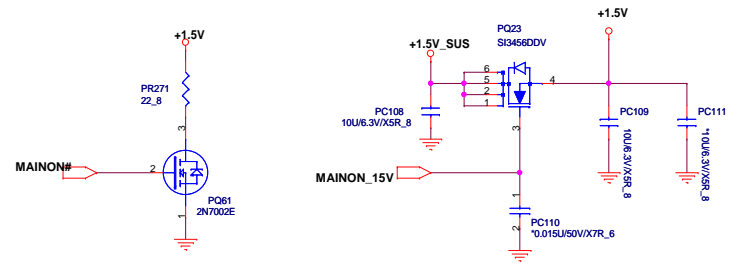 +1.5V
PR271
22_8
3
MAINON#
2
PQ61
2N7002E
1
+1.5V_SUS
PQ23
SI3456DDV
+1.5V
6
5
2
1
4
3
PC108
10U/6.3V/X5R_8
PC109
10U/6.3V/X5R_8
PC111
*10U/6.3V/X5R_8
MAINON_15V
1
PC110
*0.015U/50V/X7R_6
2